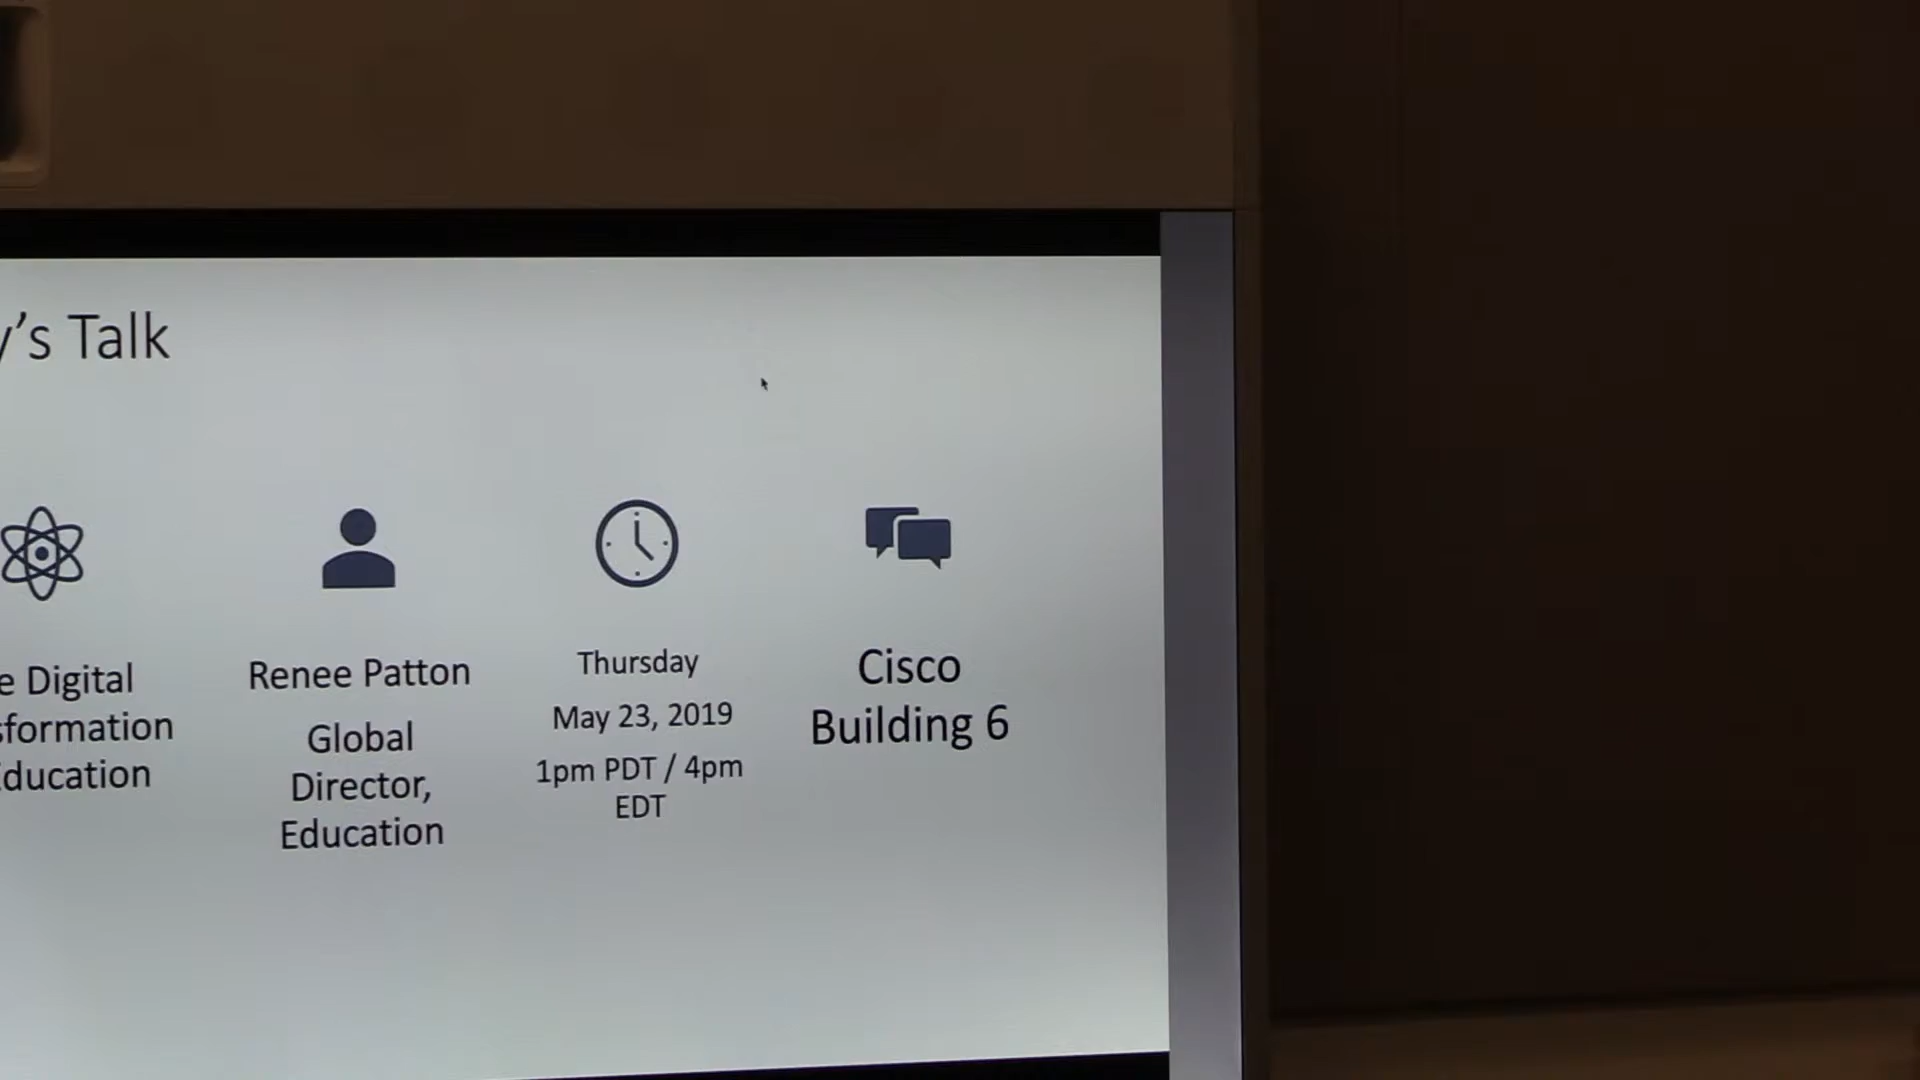 y's Talk
e Digital
sformation
Education
Renee Patton
Global
Director,
Education
Thursday
May 23, 2019
1pm PDT / 4pm
EDT
Cisco
Building 6